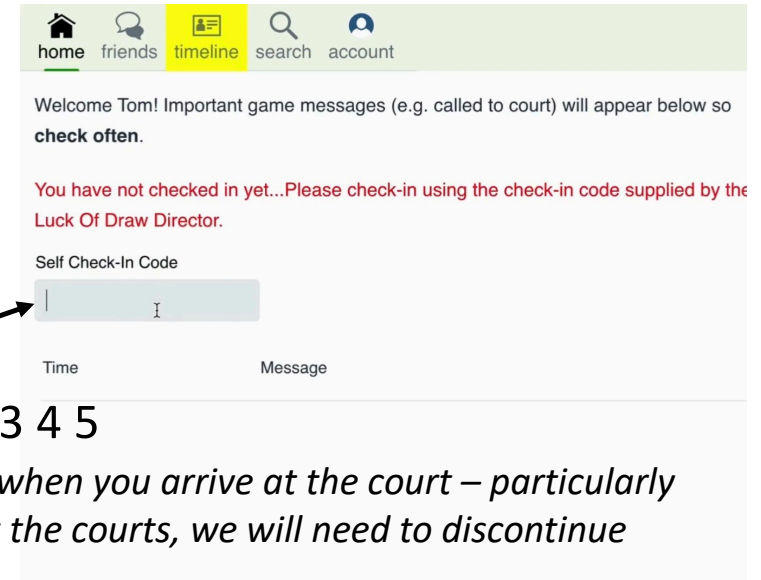 home friends timeline search account
Welcome Tom! Important game messages (e.g. called to court) will appear below so
check often.
You have not checked in yet...Please check-in using the check-in code supplied by the
Luck Of Draw Director.
Self Check-In Code
Time Message
3 4 5
when you arrive at the court – particularly
the courts, we will need to discontinue